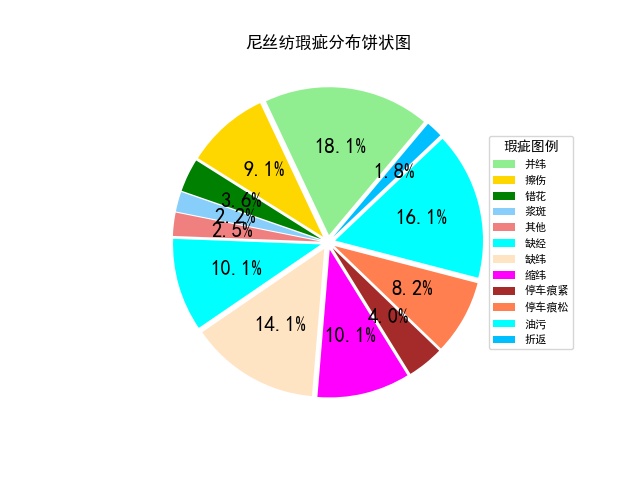 尼丝纺瑕疵分布饼状图
18.1%
9.1%
3.6%
2.2%
2.5%
10.1%
14.1%
10.1%
4.0%
8.2%
16.1%
1.8%
瑕疵图例
并纬
擦伤
错花
浆斑
其他
缺经
缺纬
缩纬
停车痕紧
停车痕松
油污
折返